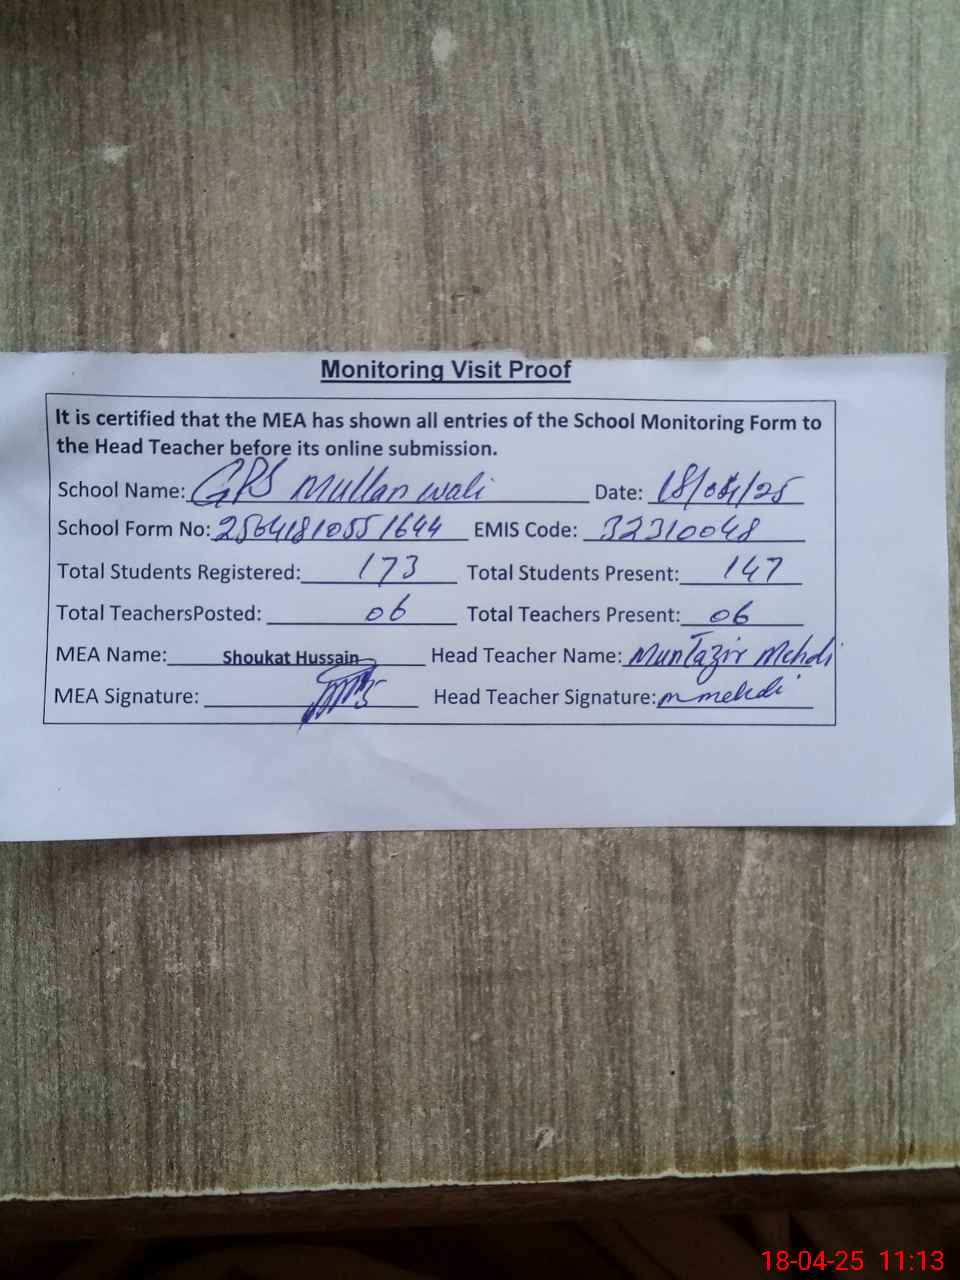 Monitoring Visit Proof
It is certified that the MEA has shown all entries of the School Monitoring Form to
the Head Teacher before its online submission.
School Name: GPS Mullan wali Date: 18/04/25
School Form No: 25641810551644 EMIS Code: 32310048
Total Students Registered: 173 Total Students Present: 147
Total TeachersPosted: 06 Total Teachers Present: 06
MEA Name: Shoukat Hussain Head Teacher Name: Muntazir Mehdi
MEA Signature: Head Teacher Signature: m mehdi
18-04-25 11:13